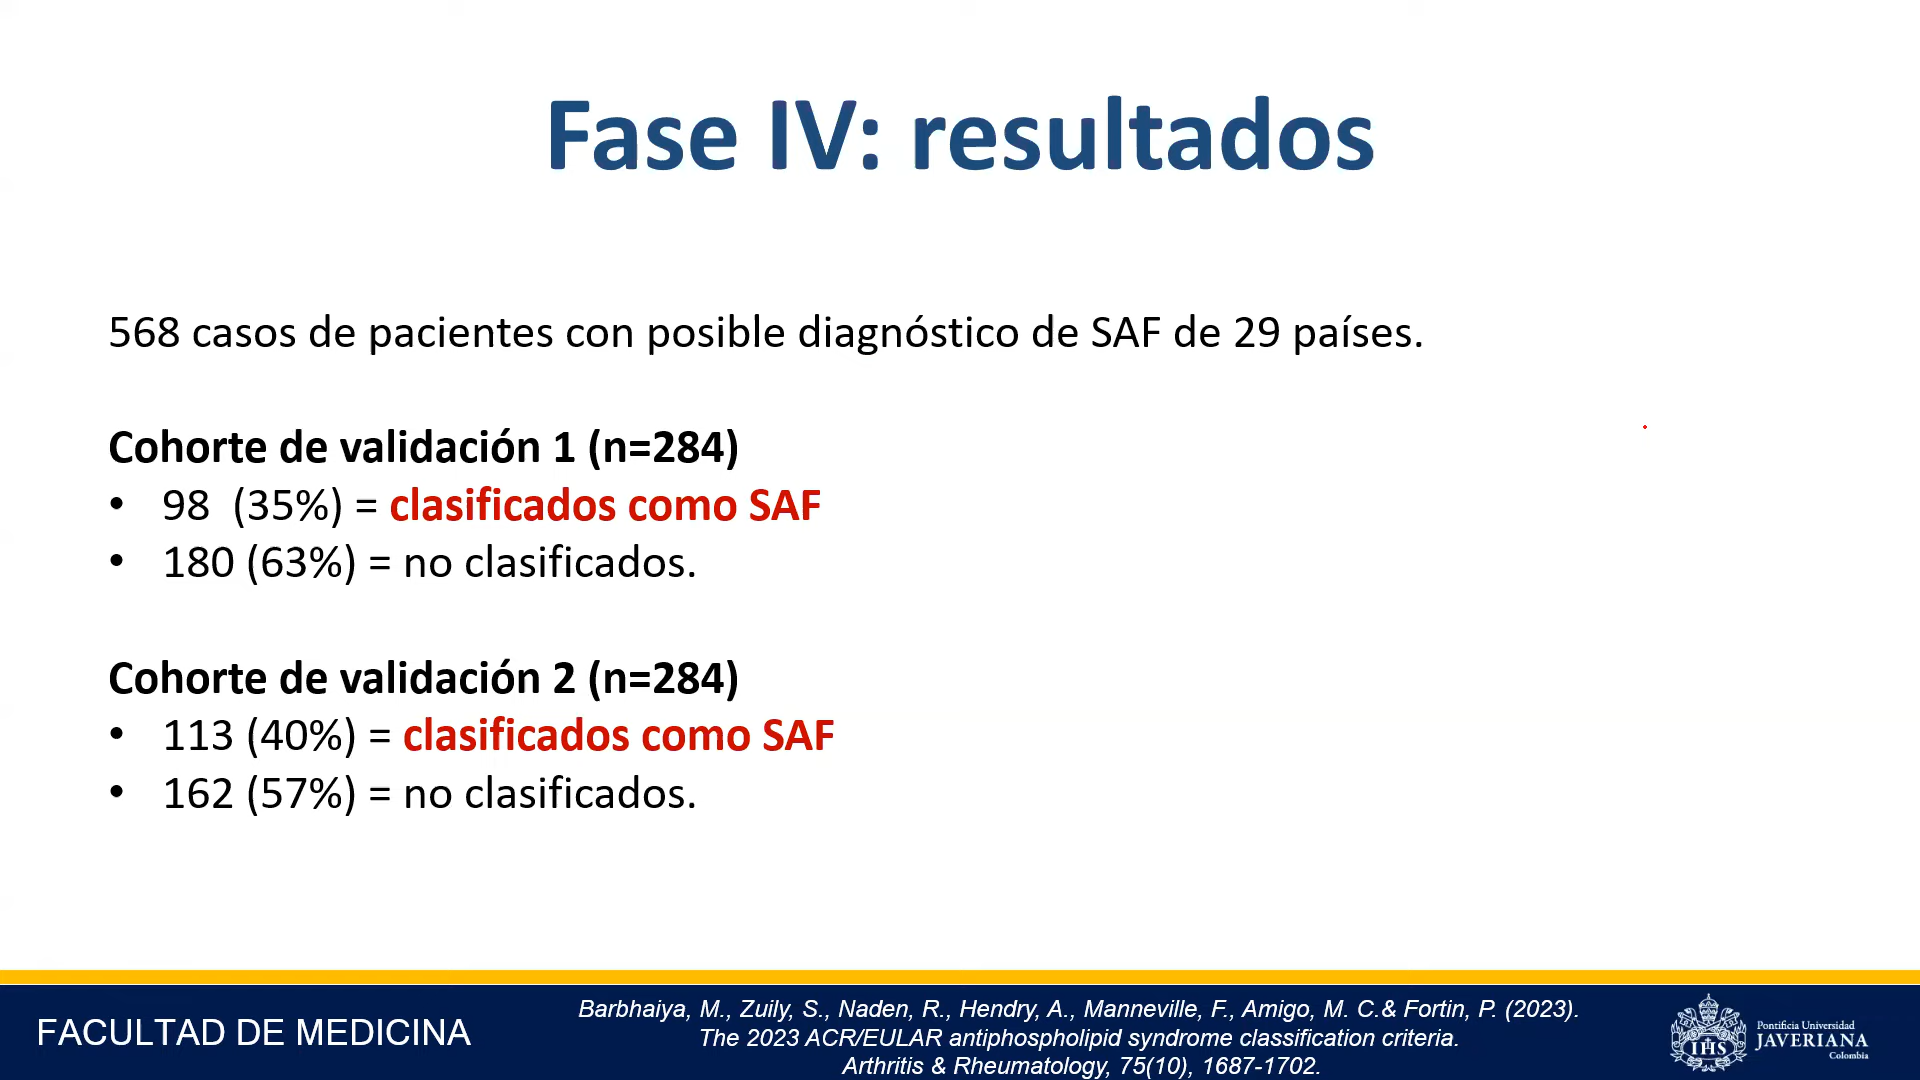 Fase IV: resultados
568 casos de pacientes con posible diagnóstico de SAF de 29 países.
Cohorte de validación 1 (n=284)
• 98 (35%) = clasificados como SAF
• 180 (63%) = no clasificados.
Cohorte de validación 2 (n=284)
• 113 (40%) = clasificados como SAF
• 162 (57%) = no clasificados.
FACULTAD DE MEDICINA
Barbhaiya, M., Zuily, S., Naden, R., Hendry, A., Manneville, F., Amigo, M. C.& Fortin, P. (2023).
The 2023 ACR/EULAR antiphospholipid syndrome classification criteria.
Arthritis & Rheumatology, 75(10), 1687-1702.
IHS
Pontificia Universidad
JAVERIANA
Colombia